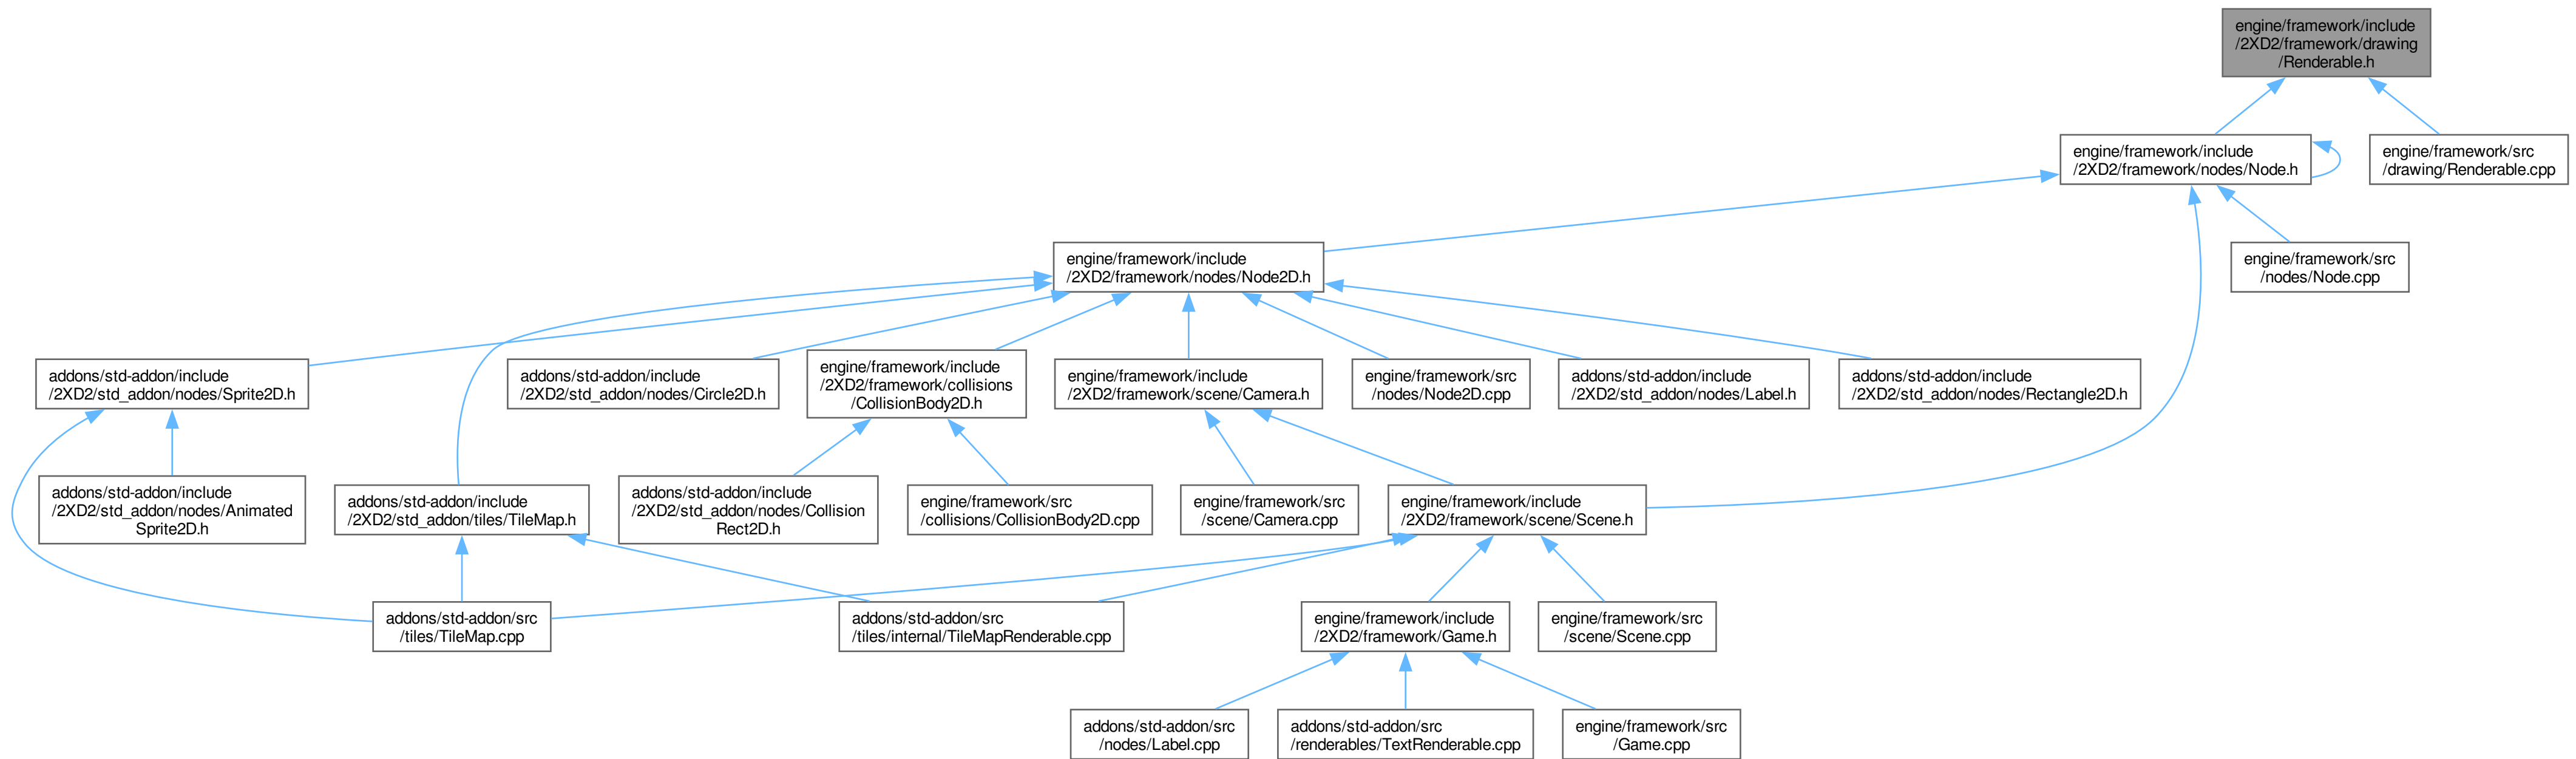 engine/framework/include
/2XD2/framework/drawing
/Renderable.h
engine/framework/include
/2XD2/framework/nodes/Node.h
engine/framework/src
/drawing/Renderable.cpp
engine/framework/include
/2XD2/framework/nodes/Node2D.h
engine/framework/src
/nodes/Node.cpp
addons/std-addon/include
/2XD2/std_addon/nodes/Sprite2D.h
addons/std-addon/include
/2XD2/std_addon/nodes/Circle2D.h
engine/framework/include
/2XD2/framework/collisions
/CollisionBody2D.h
engine/framework/include
/2XD2/framework/scene/Camera.h
engine/framework/src
/nodes/Node2D.cpp
addons/std-addon/include
/2XD2/std_addon/nodes/Label.h
addons/std-addon/include
/2XD2/std_addon/nodes/Rectangle2D.h
addons/std-addon/include
/2XD2/std_addon/nodes/Animated
Sprite2D.h
addons/std-addon/include
/2XD2/std_addon/tiles/TileMap.h
addons/std-addon/include
/2XD2/std_addon/nodes/Collision
Rect2D.h
engine/framework/src
/collisions/CollisionBody2D.cpp
engine/framework/src
/scene/Camera.cpp
engine/framework/include
/2XD2/framework/scene/Scene.h
addons/std-addon/src
/tiles/TileMap.cpp
addons/std-addon/src
/tiles/internal/TileMapRenderable.cpp
engine/framework/include
/2XD2/framework/Game.h
engine/framework/src
/scene/Scene.cpp
addons/std-addon/src
/nodes/Label.cpp
addons/std-addon/src
/renderables/TextRenderable.cpp
engine/framework/src
/Game.cpp